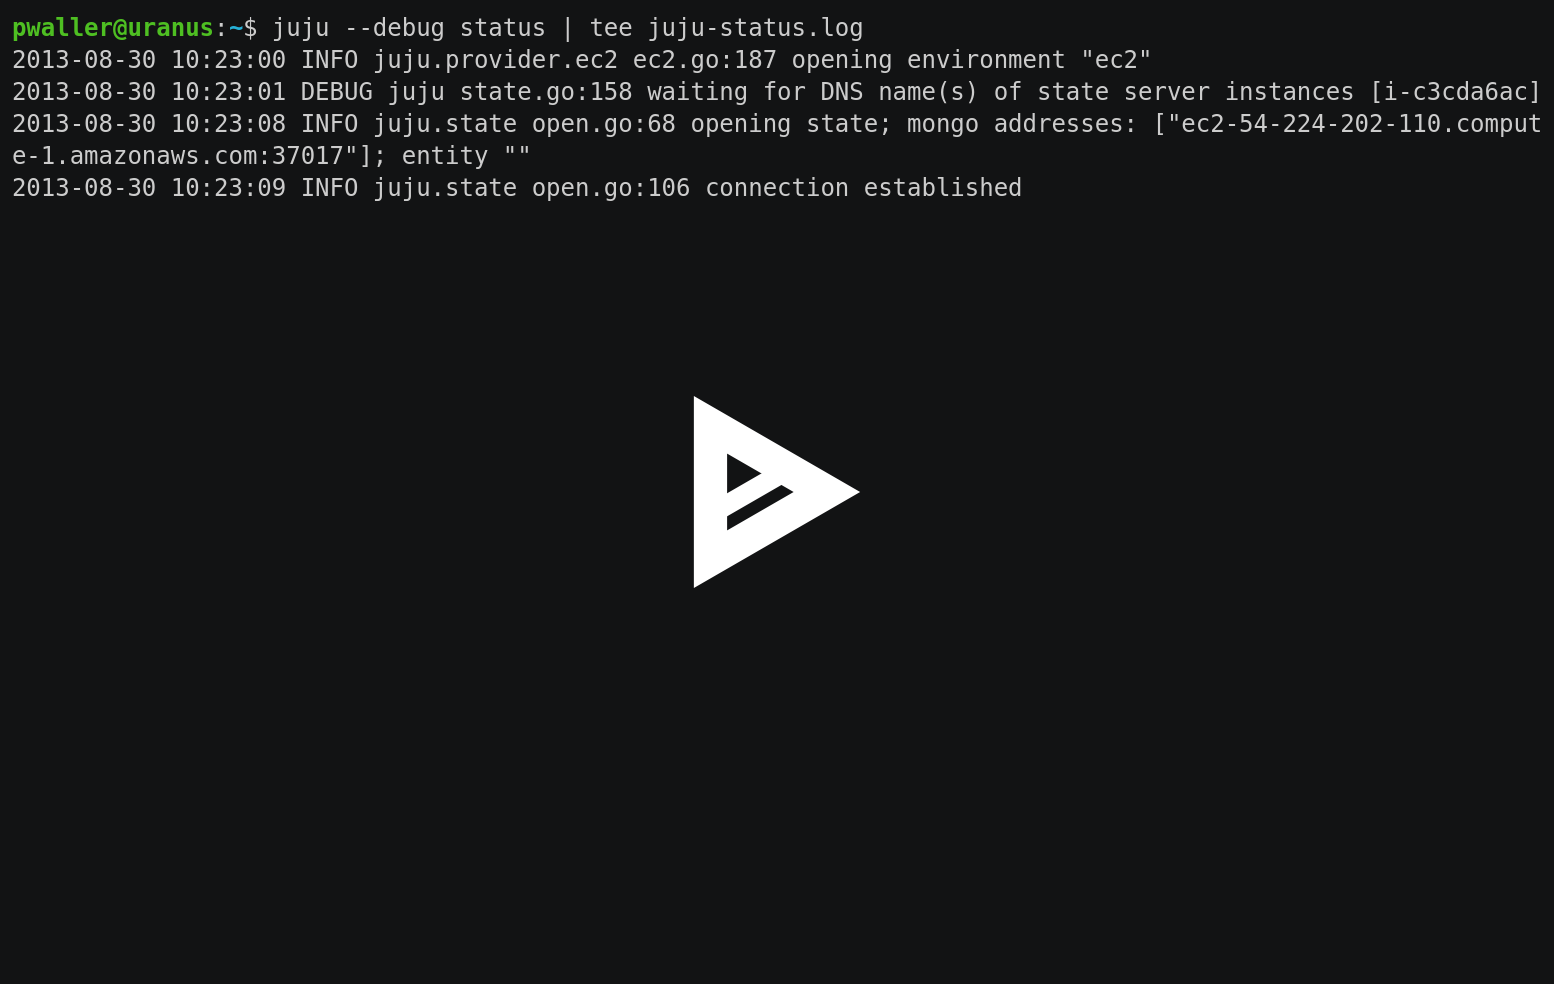 pwaller@uranus:~$ juju --debug status | tee juju-status.log
2013-08-30 10:23:00 INFO juju.provider.ec2 ec2.go:187 opening environment "ec2"
2013-08-30 10:23:01 DEBUG juju state.go:158 waiting for DNS name(s) of state server instances [i-c3cda6ac]
2013-08-30 10:23:08 INFO juju.state open.go:68 opening state; mongo addresses: ["ec2-54-224-202-110.comput
e-1.amazonaws.com:37017"]; entity ""
2013-08-30 10:23:09 INFO juju.state open.go:106 connection established